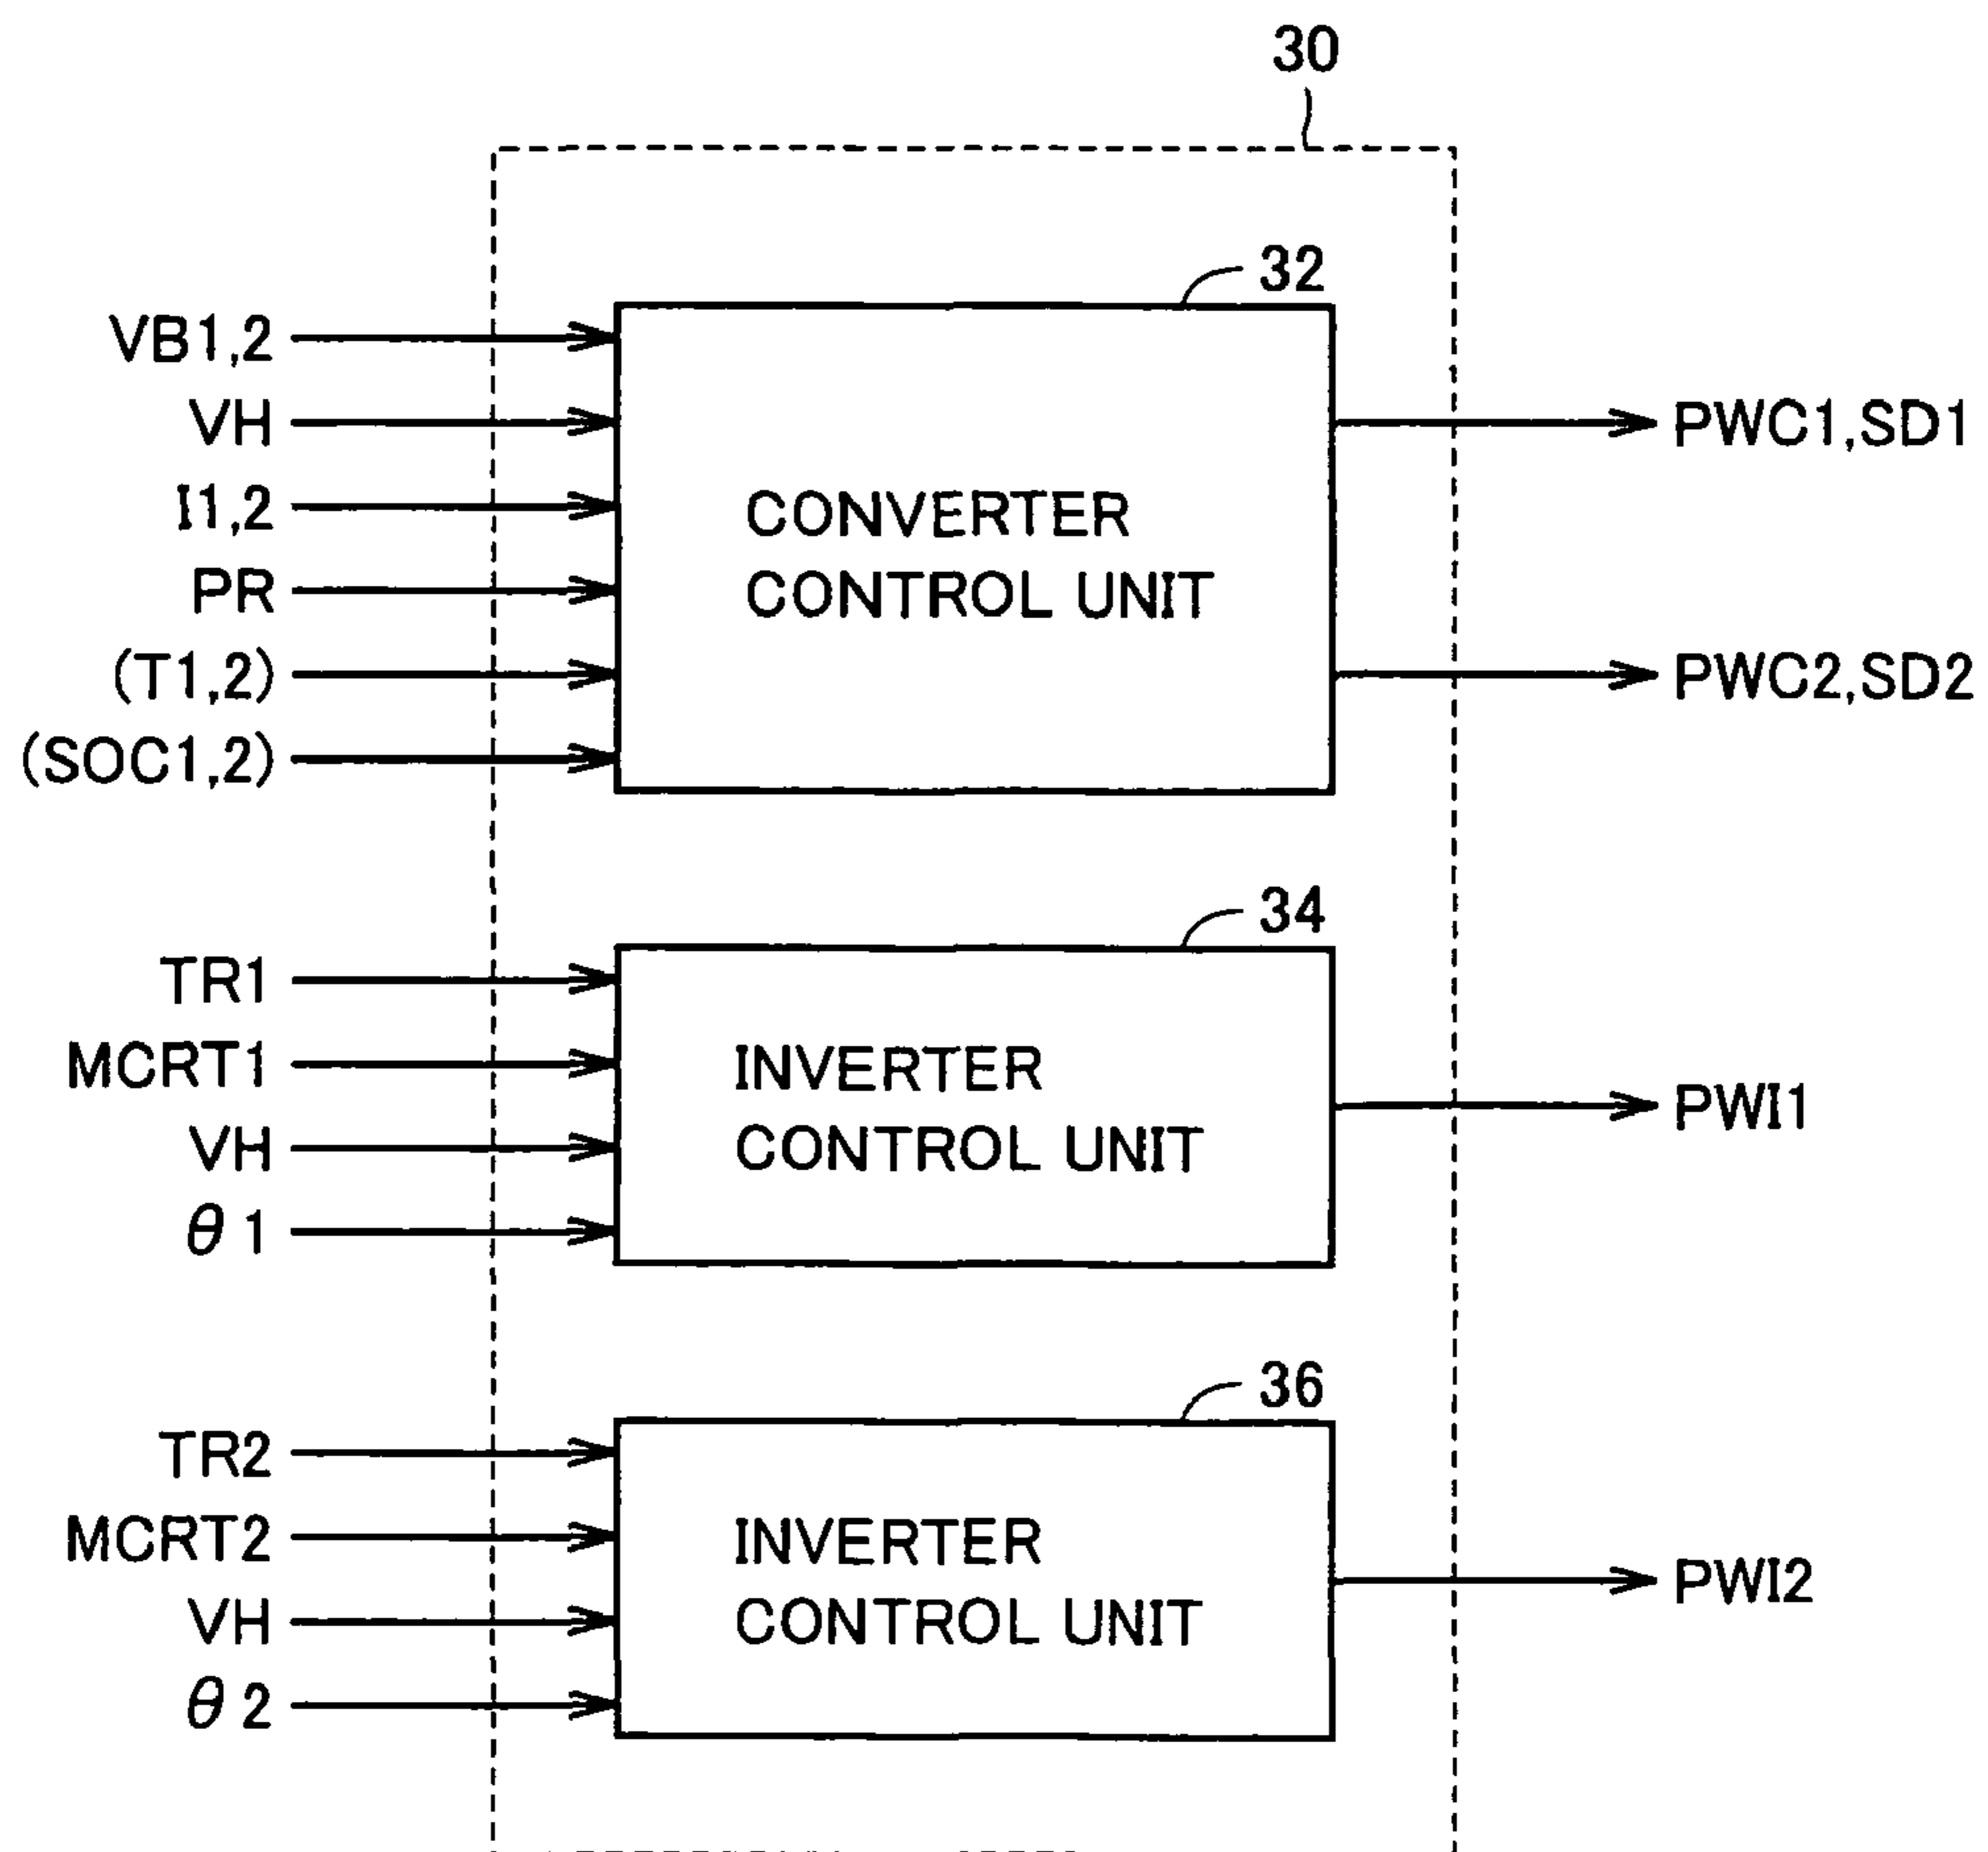 30
32
VB1,2
VH
I1,2
PR
(T1,2)
(SOC1,2)
CONVERTER
CONTROL UNIT
PWC1,SD1
PWC2,SD2
34
TR1
MCRT1
VH
θ1
INVERTER
CONTROL UNIT
PWI1
36
TR2
MCRT2
VH
θ2
INVERTER
CONTROL UNIT
PWI2